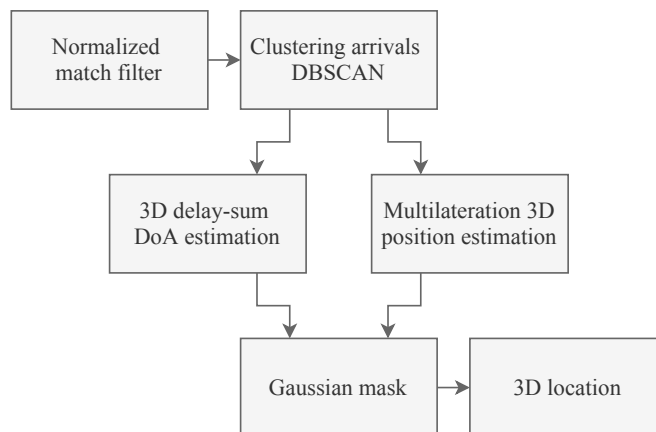 Normalized
match filter
Clustering arrivals
DBSCAN
3D delay-sum
DoA estimation
Multilateration 3D
position estimation
Gaussian mask
3D location